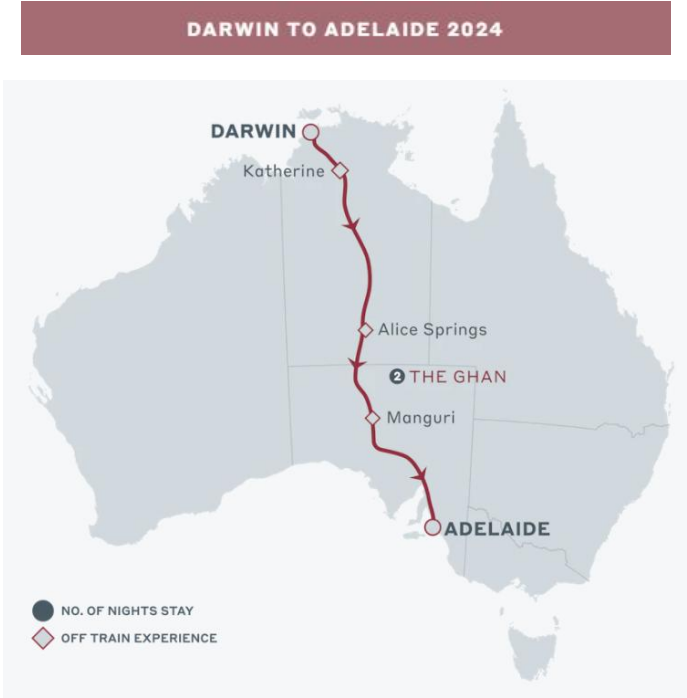 DARWIN TO ADELAIDE 2024
DARWIN
Katherine
Alice Springs
2 THE GHAN
Manguri
ADELAIDE
NO. OF NIGHTS STAY
OFF TRAIN EXPERIENCE